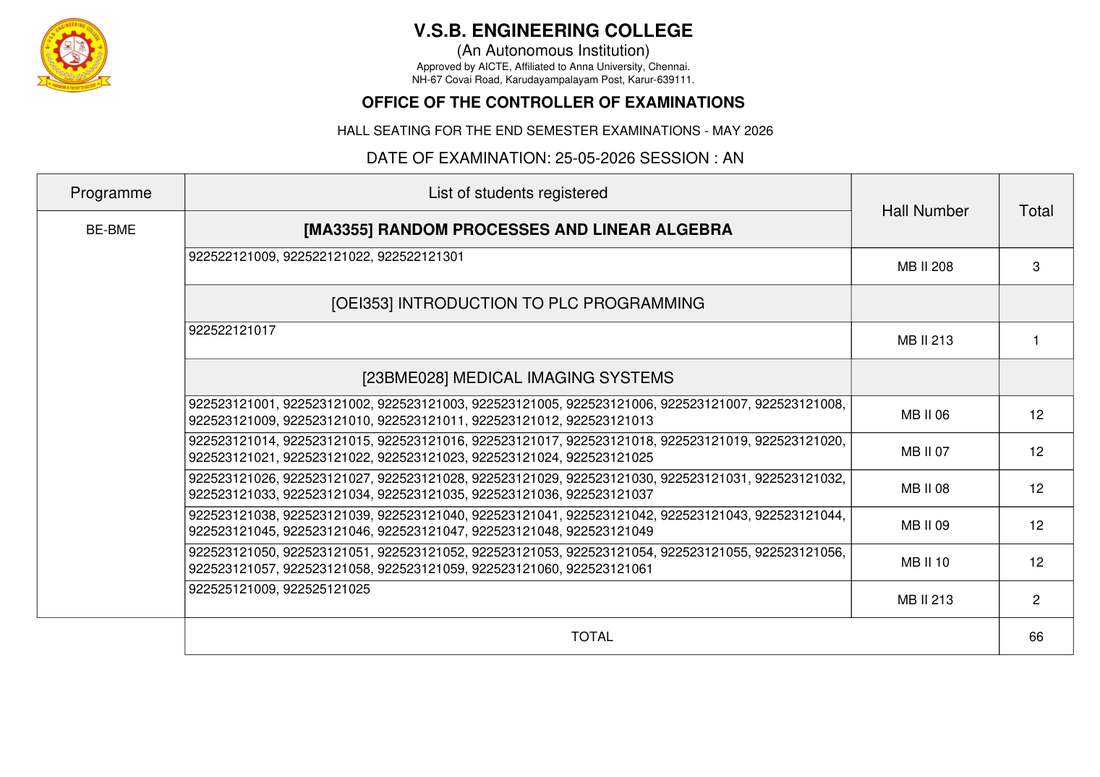 V.S.B. ENGINEERING COLLEGE
(An Autonomous Institution)
Approved by AICTE, Affiliated to Anna University, Chennai.
NH-67 Covai Road, Karudayampalayam Post, Karur-639111.
OFFICE OF THE CONTROLLER OF EXAMINATIONS
HALL SEATING FOR THE END SEMESTER EXAMINATIONS - MAY 2026
DATE OF EXAMINATION: 25-05-2026 SESSION : AN
Programme List of students registered Hall Number Total
BE-BME [MA3355] RANDOM PROCESSES AND LINEAR ALGEBRA
922522121009, 922522121022, 922522121301 MB II 208 3
[OEI353] INTRODUCTION TO PLC PROGRAMMING
922522121017 MB II 213 1
[23BME028] MEDICAL IMAGING SYSTEMS
922523121001, 922523121002, 922523121003, 922523121005, 922523121006, 922523121007, 922523121008,
922523121009, 922523121010, 922523121011, 922523121012, 922523121013 MB II 06 12
922523121014, 922523121015, 922523121016, 922523121017, 922523121018, 922523121019, 922523121020,
922523121021, 922523121022, 922523121023, 922523121024, 922523121025 MB II 07 12
922523121026, 922523121027, 922523121028, 922523121029, 922523121030, 922523121031, 922523121032,
922523121033, 922523121034, 922523121035, 922523121036, 922523121037 MB II 08 12
922523121038, 922523121039, 922523121040, 922523121041, 922523121042, 922523121043, 922523121044,
922523121045, 922523121046, 922523121047, 922523121048, 922523121049 MB II 09 12
922523121050, 922523121051, 922523121052, 922523121053, 922523121054, 922523121055, 922523121056,
922523121057, 922523121058, 922523121059, 922523121060, 922523121061 MB II 10 12
922525121009, 922525121025 MB II 213 2
TOTAL 66